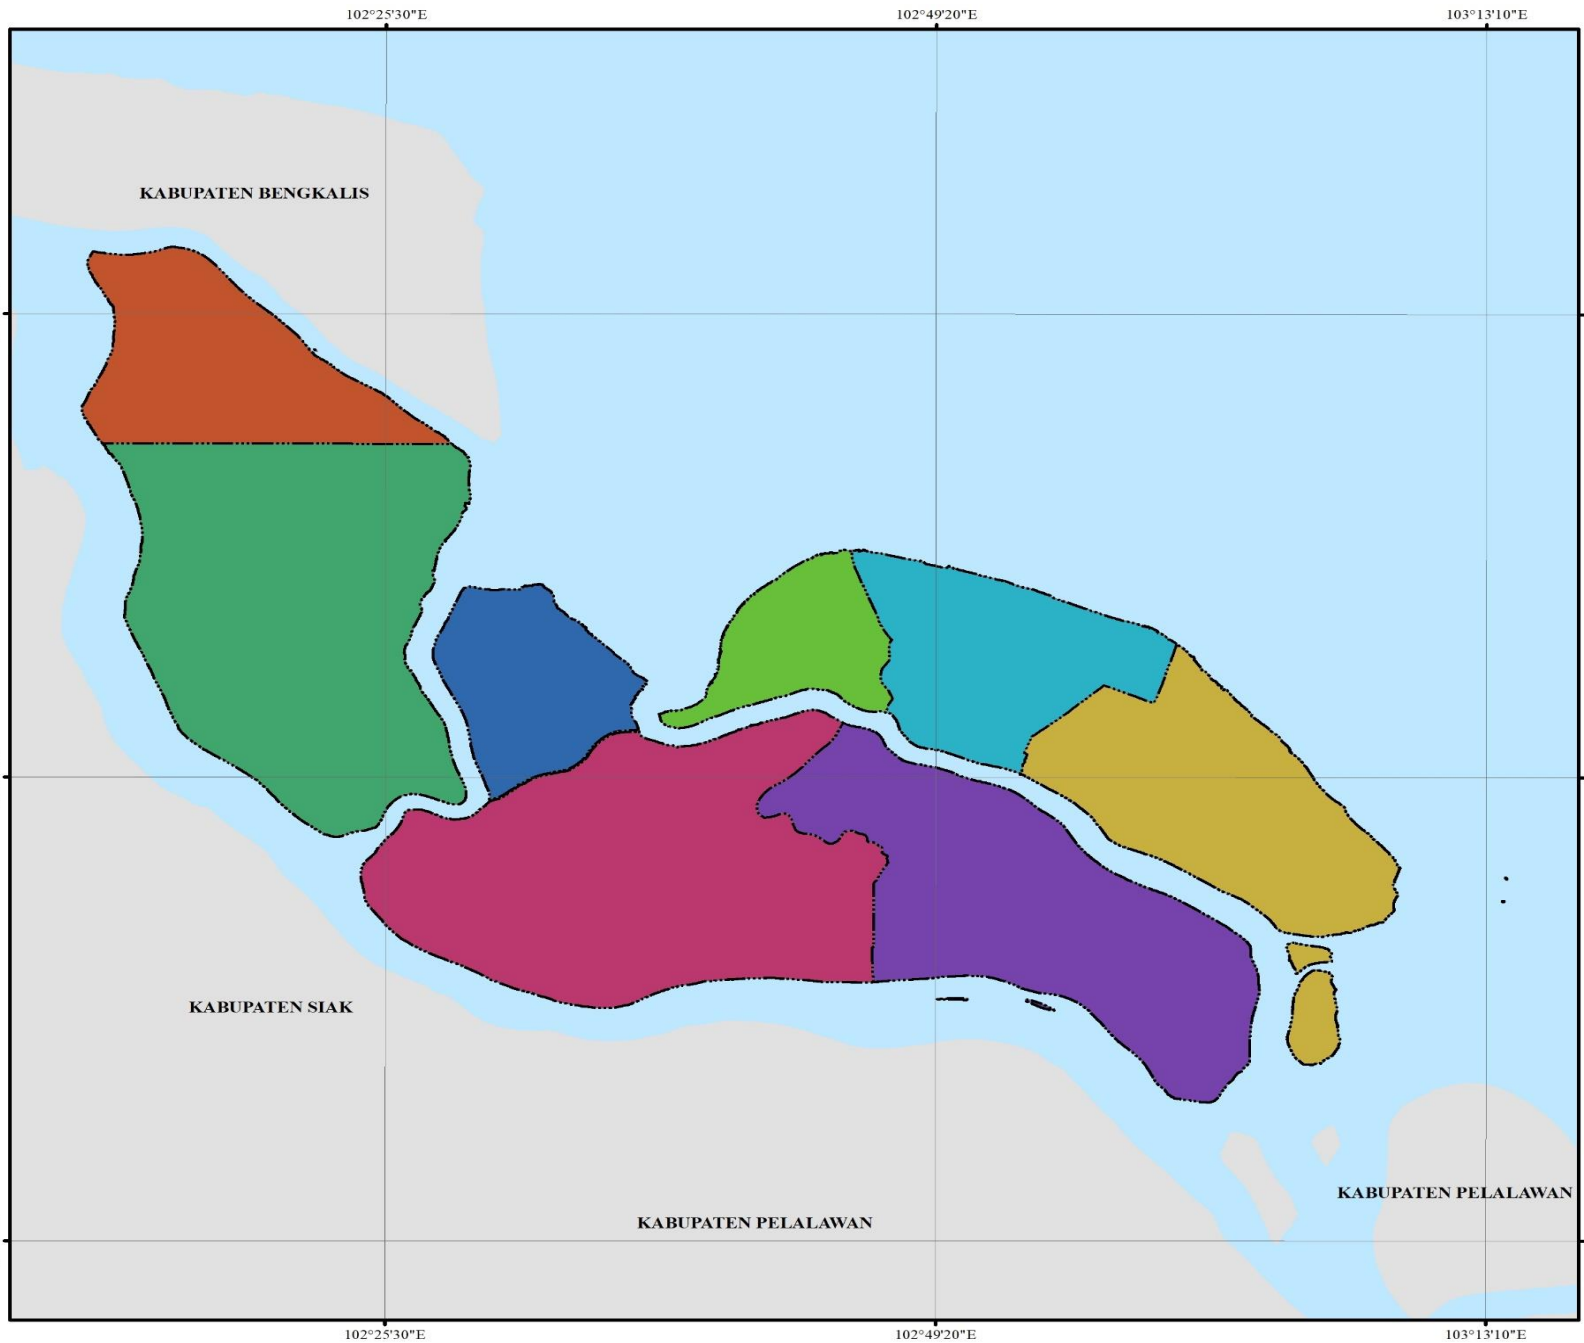 102°25'30"E
102°49'20"E
103°13'10"E
KABUPATEN BENGKALIS
KABUPATEN SIAK
KABUPATEN PELALAWAN
KABUPATEN PELALAWAN
102°25'30"E
102°49'20"E
103°13'10"E